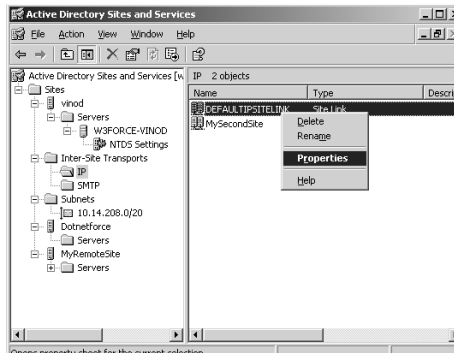 Active Directory Sites and Services
File Action View Window Help
Active Directory Sites and Services [w
Sites
vinod
Servers
W3FORCE-VINOD
NTDS Settings
Inter-Site Transports
IP
SMTP
Subnets
10.14.208.0/20
Dotnetforce
Servers
MyRemoteSite
Servers
IP 2 objects
Name Type Descri
DEFAULTIPSITELINK Site Link
MySecondSite
Delete
Rename
Properties
Help
Opens property sheet for the current selection.